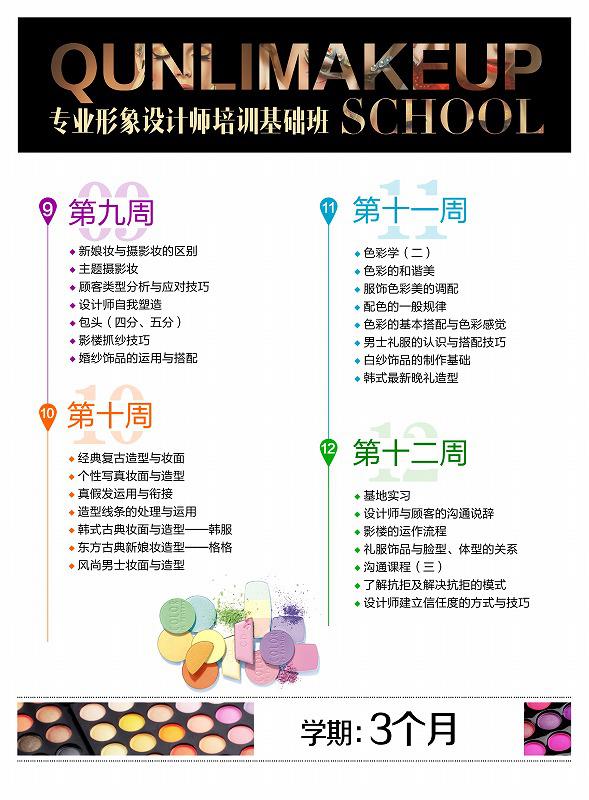 QUNLIMAKEUP
专业形象设计师培训基础班 SCHOOL
9 09 第九周
新娘妆与摄影妆的区别
主题摄影妆
顾客类型分析与应对技巧
设计师自我塑造
包头（四分、五分）
影楼抓纱技巧
婚纱饰品的运用与搭配
10 10 第十周
经典复古造型与妆面
个性写真妆面与造型
真假发运用与衔接
造型线条的处理与运用
韩式古典妆面与造型——韩服
东方古典新娘妆造型——格格
风尚男士妆面与造型
11 11 第十一周
色彩学（二）
色彩的和谐美
服饰色彩美的调配
配色的一般规律
色彩的基本搭配与色彩感觉
男士礼服的认识与搭配技巧
白纱饰品的制作基础
韩式最新晚礼造型
12 12 第十二周
基地实习
设计师与顾客的沟通说辞
影楼的运作流程
礼服饰品与脸型、体型的关系
沟通课程（三）
了解抗拒及解决抗拒的模式
设计师建立信任度的方式与技巧
学期：3个月